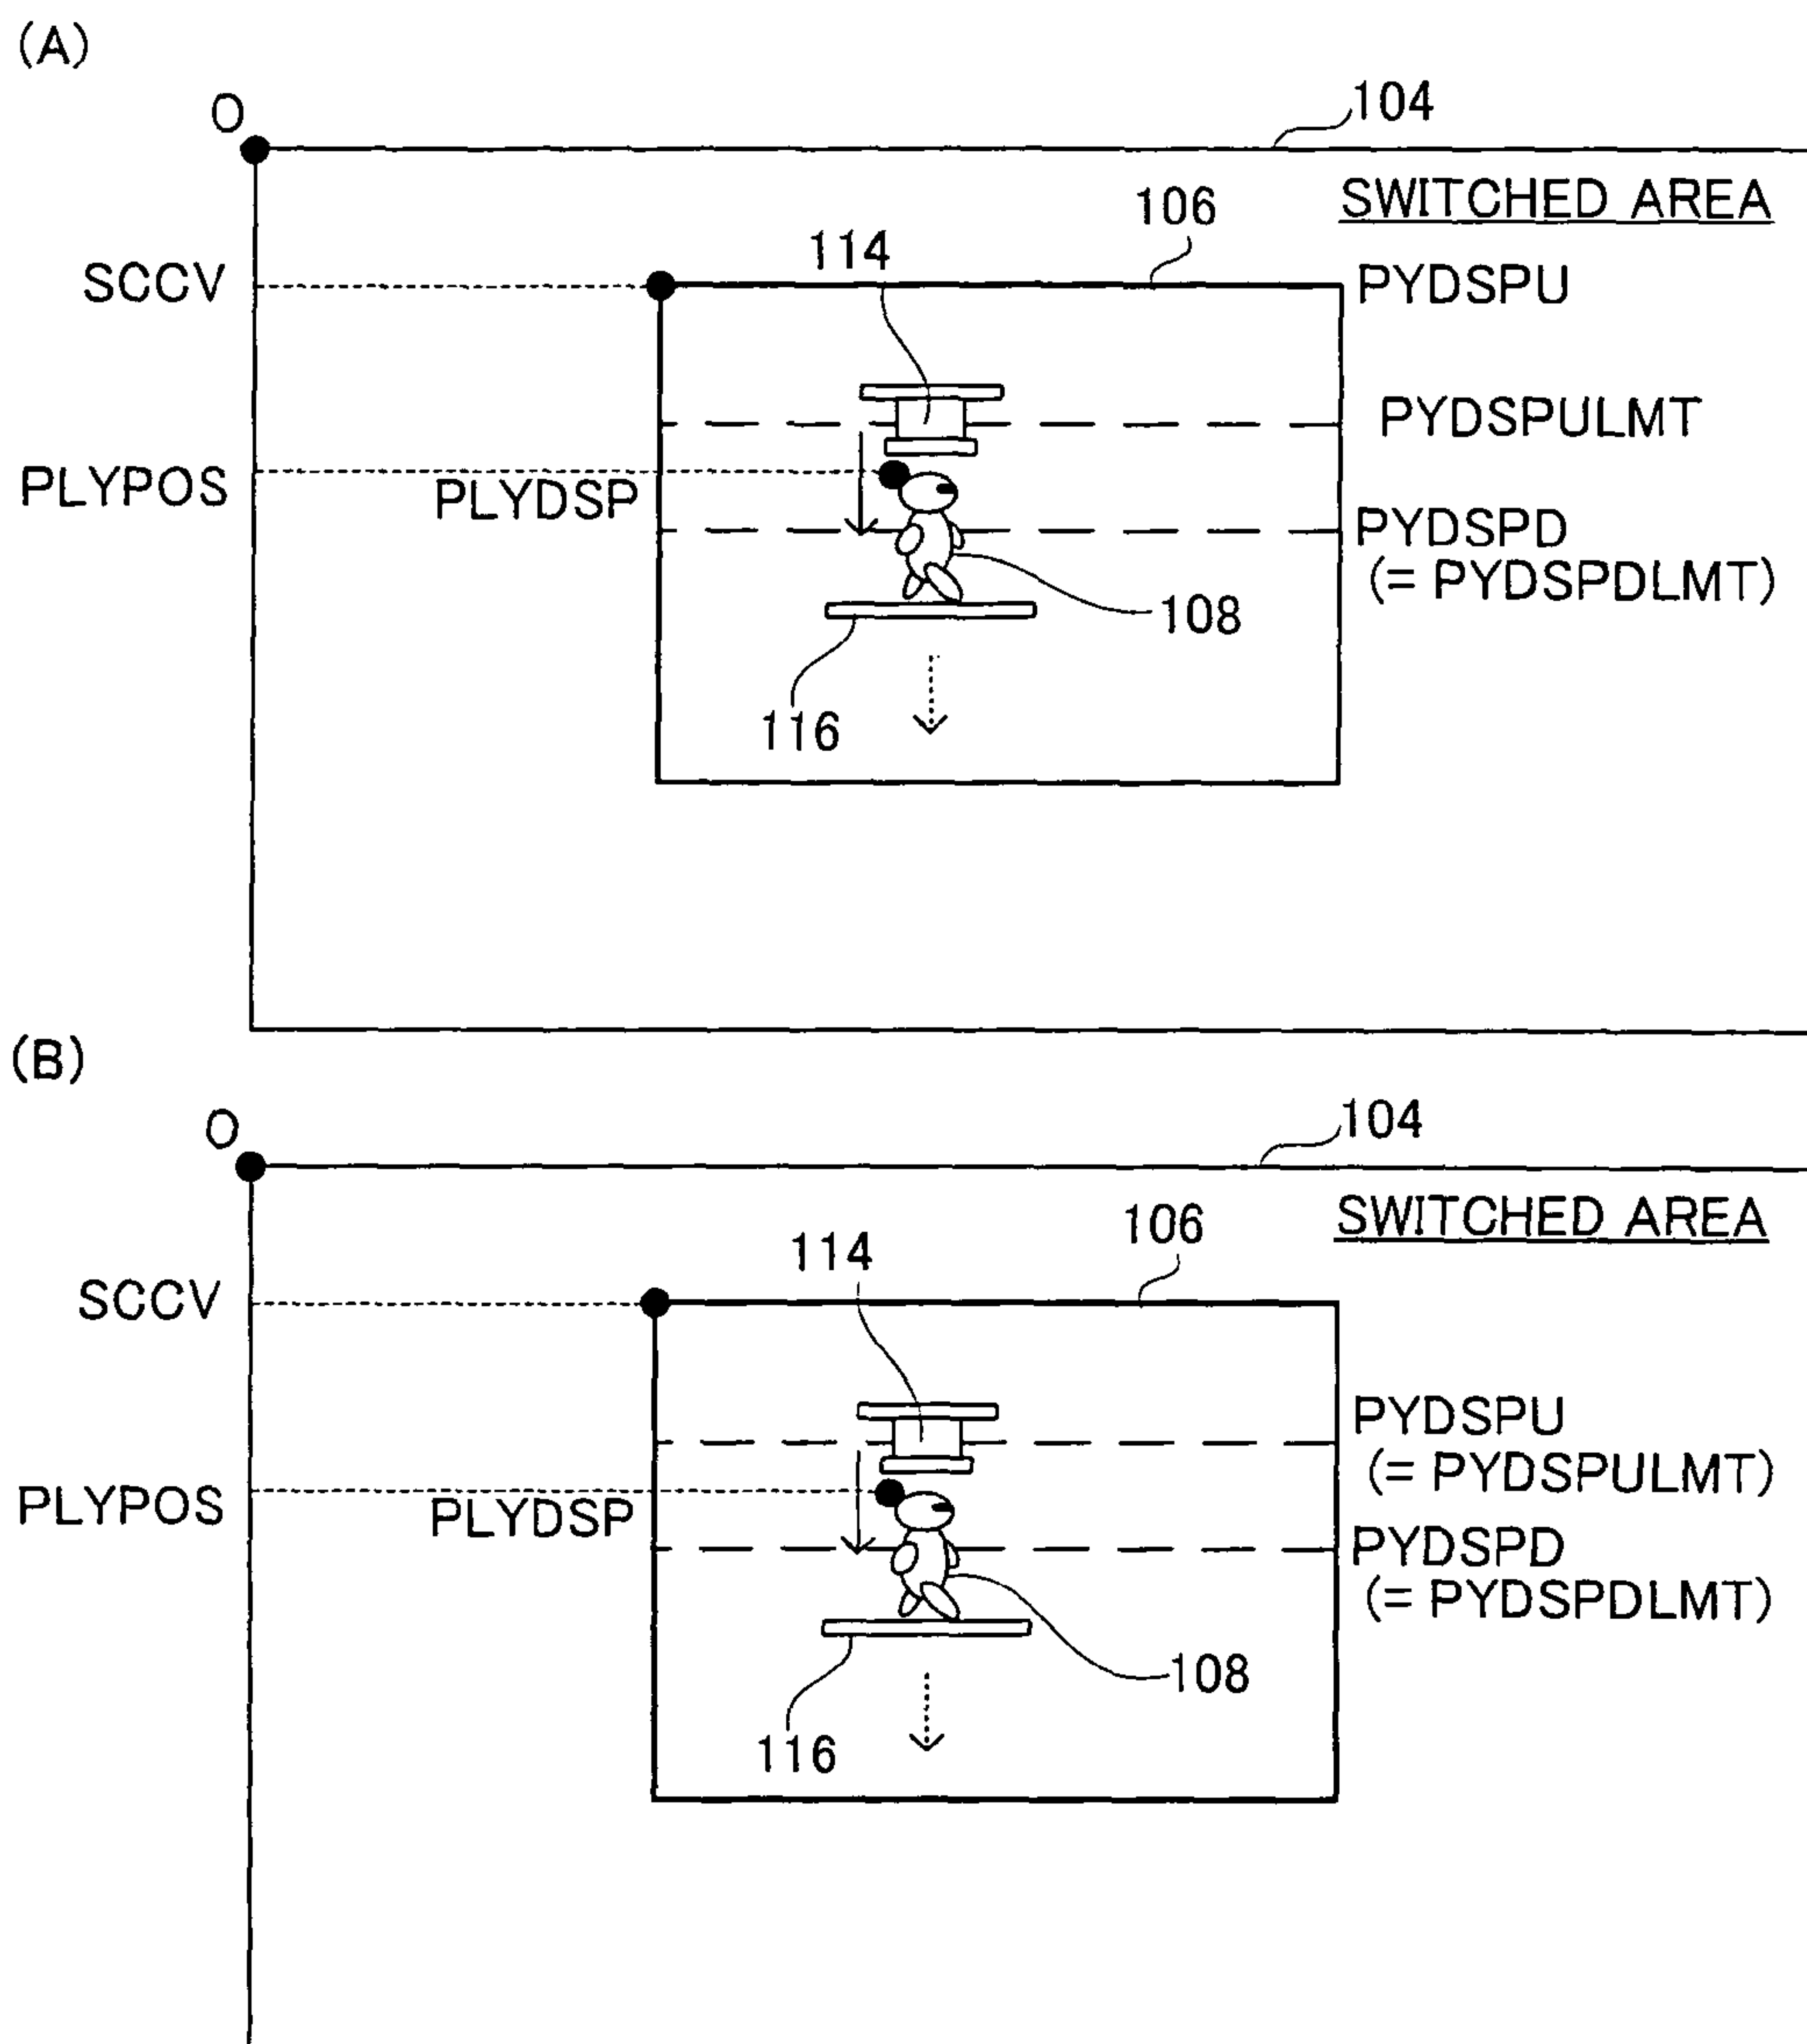 (A)
O
104
SWITCHED AREA
106
114
SCCV
PYDSPU
PYDSPULMT
PLYPOS
PLYDSP
PYDSPD
(= PYDSPDLMT)
108
116
(B)
O
104
SWITCHED AREA
106
114
SCCV
PYDSPU
(= PYDSPULMT)
PLYPOS
PLYDSP
PYDSPD
(= PYDSPDLMT)
108
116